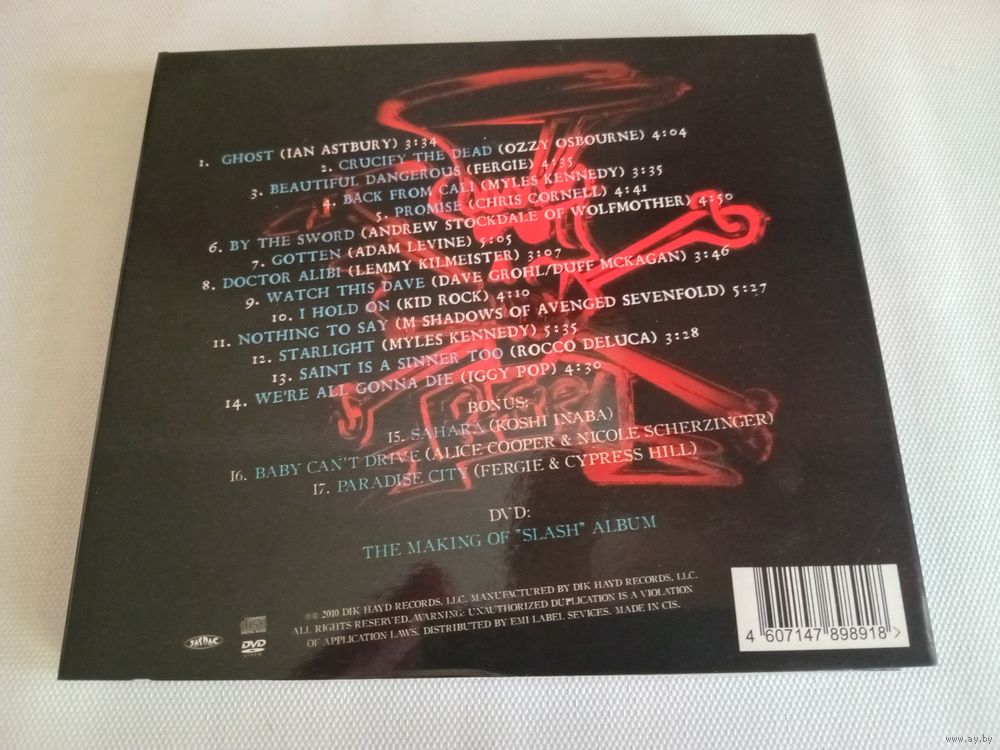 1. GHOST (IAN ASTBURY) 3:34
2. CRUCIFY THE DEAD (OZZY OSBOURNE) 4:04
3. BEAUTIFUL DANGEROUS (FERGIE) 4:35
4. BACK FROM CALI (MYLES KENNEDY) 3:35
5. PROMISE (CHRIS CORNELL) 4:41
6. BY THE SWORD (ANDREW STOCKDALE OF WOLFMOTHER) 4:50
7. GOTTEN (ADAM LEVINE) 5:05
8. DOCTOR ALIBI (LEMMY KILMEISTER) 3:07
9. WATCH THIS DAVE (DAVE GROHL/DUFF MCKAGAN) 3:46
10. I HOLD ON (KID ROCK) 4:10
11. NOTHING TO SAY (M SHADOWS OF AVENGED SEVENFOLD) 5:27
12. STARLIGHT (MYLES KENNEDY) 5:35
13. SAINT IS A SINNER TOO (ROCCO DELUCA) 3:28
14. WE'RE ALL GONNA DIE (IGGY POP) 4:30
BONUS:
15. SAHARA (KOSHI INABA)
16. BABY CAN'T DRIVE (ALICE COOPER & NICOLE SCHERZINGER)
17. PARADISE CITY (FERGIE & CYPRESS HILL)
DVD:
THE MAKING OF "SLASH" ALBUM
℗© 2010 DIK HAYD RECORDS, LLC. MANUFACTURED BY DIK HAYD RECORDS, LLC.
ALL RIGHTS RESERVED. WARNING: UNAUTHORIZED DUPLICATION IS A VIOLATION
OF APPLICATION LAWS. DISTRIBUTED BY EMI LABEL SEVICES. MADE IN CIS.
DVD
VIDEO
4 607147 898918 >
www.ay.by